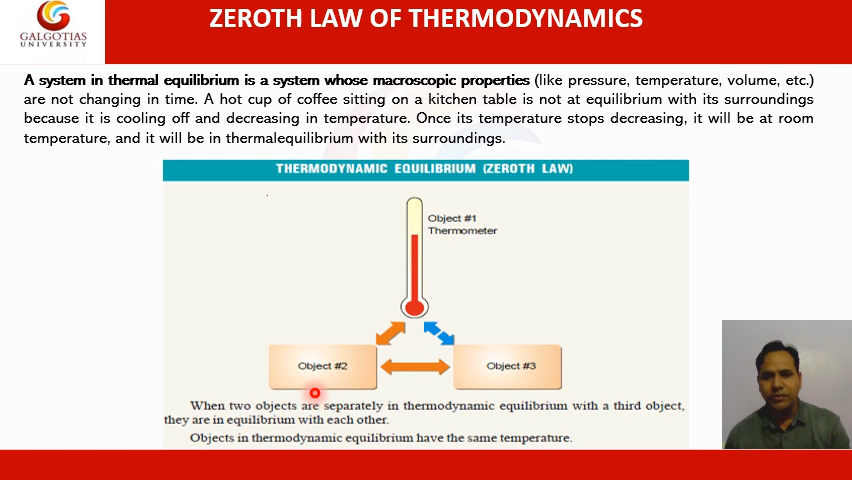 ZEROTH LAW OF THERMODYNAMICS
GALGOTIAS
UNIVERSITY
A system in thermal equilibrium is a system whose macroscopic properties (like pressure, temperature, volume, etc.)
are not changing in time. A hot cup of coffee sitting on a kitchen table is not at equilibrium with its surroundings
because it is cooling off and decreasing in temperature. Once its temperature stops decreasing, it will be at room
temperature, and it will be in thermalequilibrium with its surroundings.
THERMODYNAMIC EQUILIBRIUM (ZEROTH LAW)
Object #1
Thermometer
Object #2
Object #3
When two objects are separately in thermodynamic equilibrium with a third object,
they are in equilibrium with each other.
Objects in thermodynamic equilibrium have the same temperature.